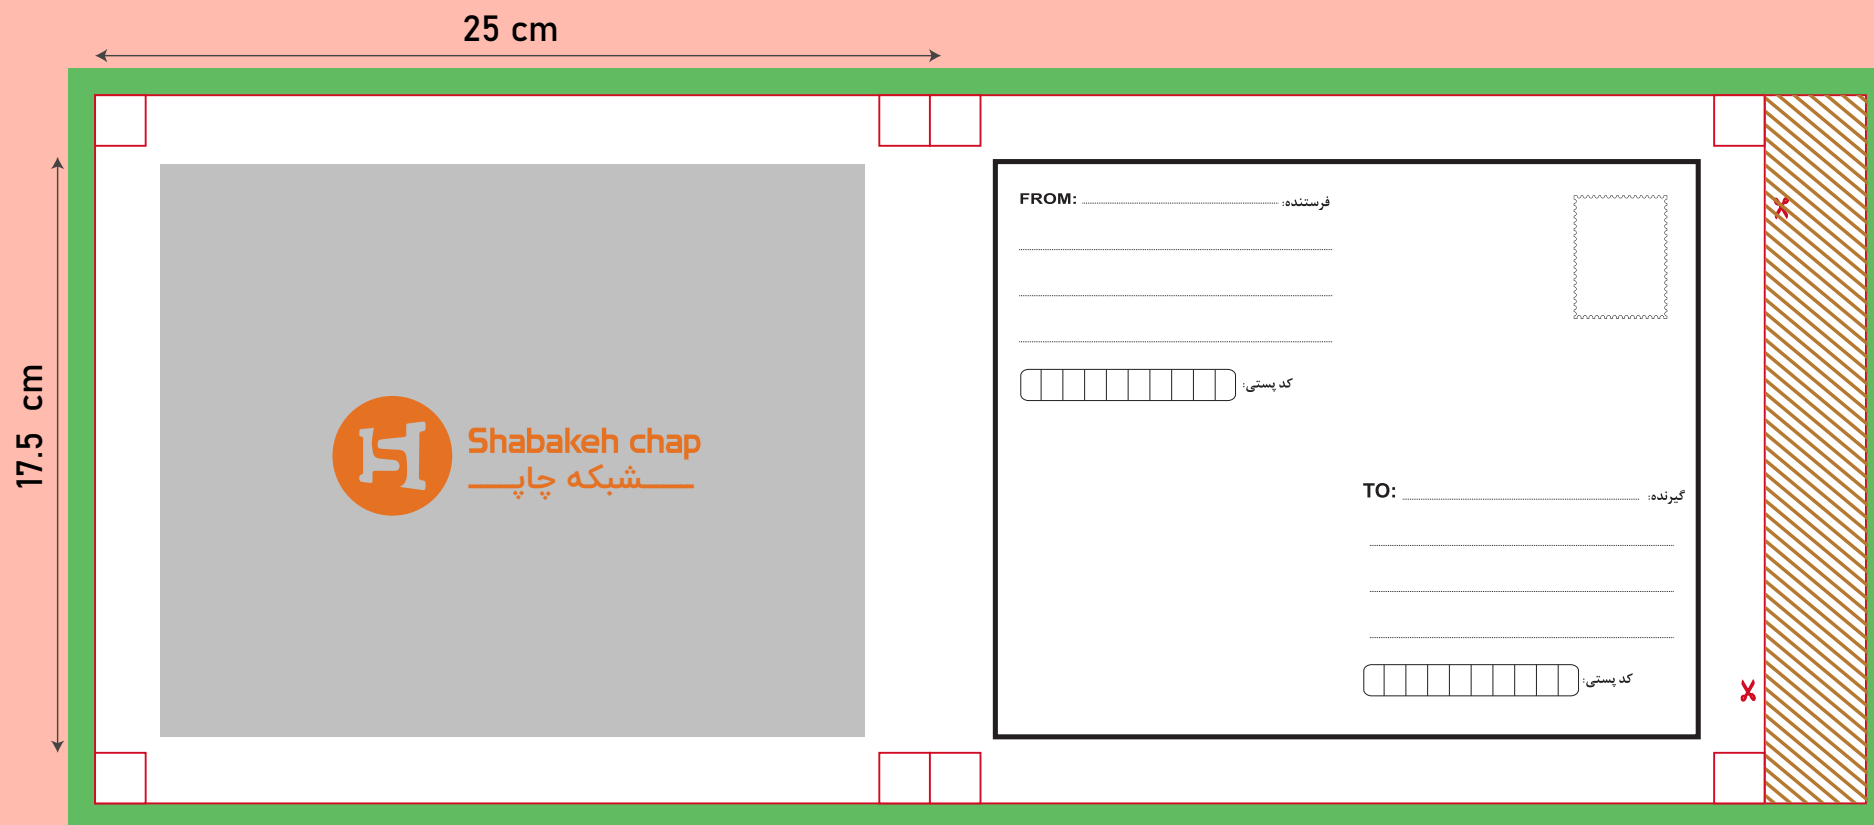 25 cm
17.5 cm
Shabakeh chap
شبکه چاپ
FROM: فرستنده:
کد پستی:
TO: گیرنده:
کد پستی: